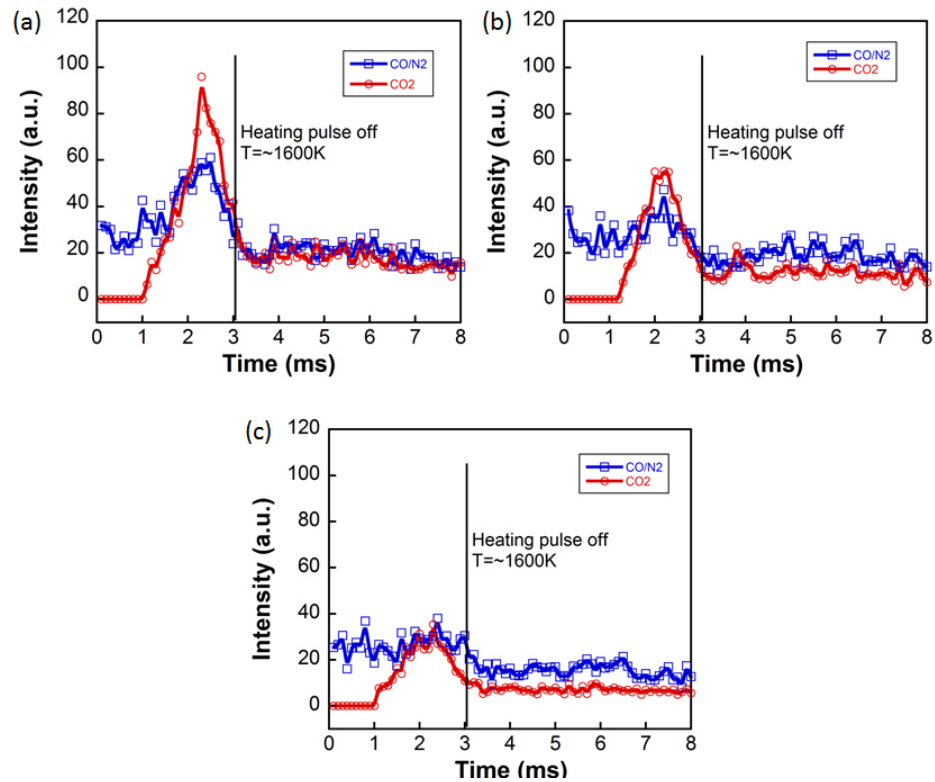 (a)
120
100
80
60
40
20
0
Intensity (a.u.)
CO/N2
CO2
Heating pulse off
T=~1600K
0 1 2 3 4 5 6 7 8
Time (ms)
(b)
120
100
80
60
40
20
0
Intensity (a.u.)
CO/N2
CO2
Heating pulse off
T=~1600K
0 1 2 3 4 5 6 7 8
Time (ms)
(c)
120
100
80
60
40
20
0
Intensity (a.u.)
CO/N2
CO2
Heating pulse off
T=~1600K
0 1 2 3 4 5 6 7 8
Time (ms)